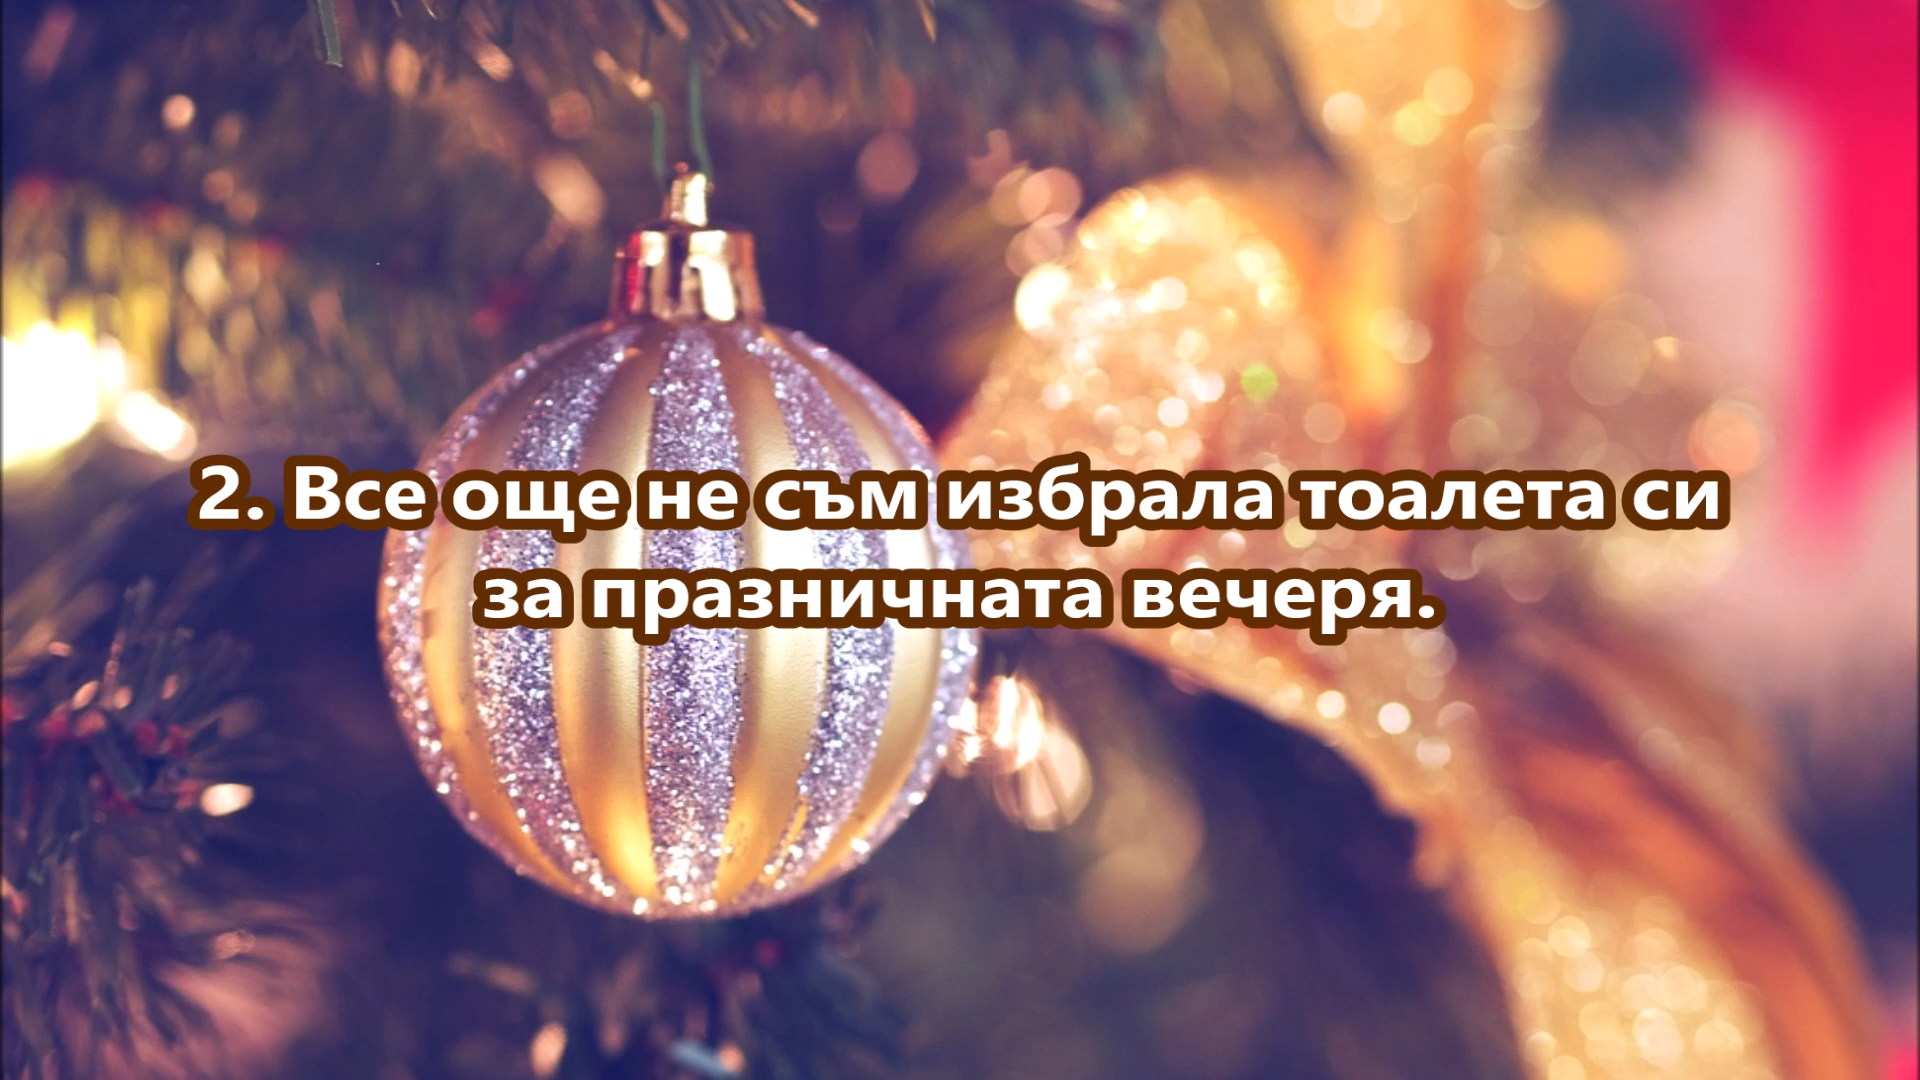 2. Все още не съм избрала тоалета си
за празничната вечеря.